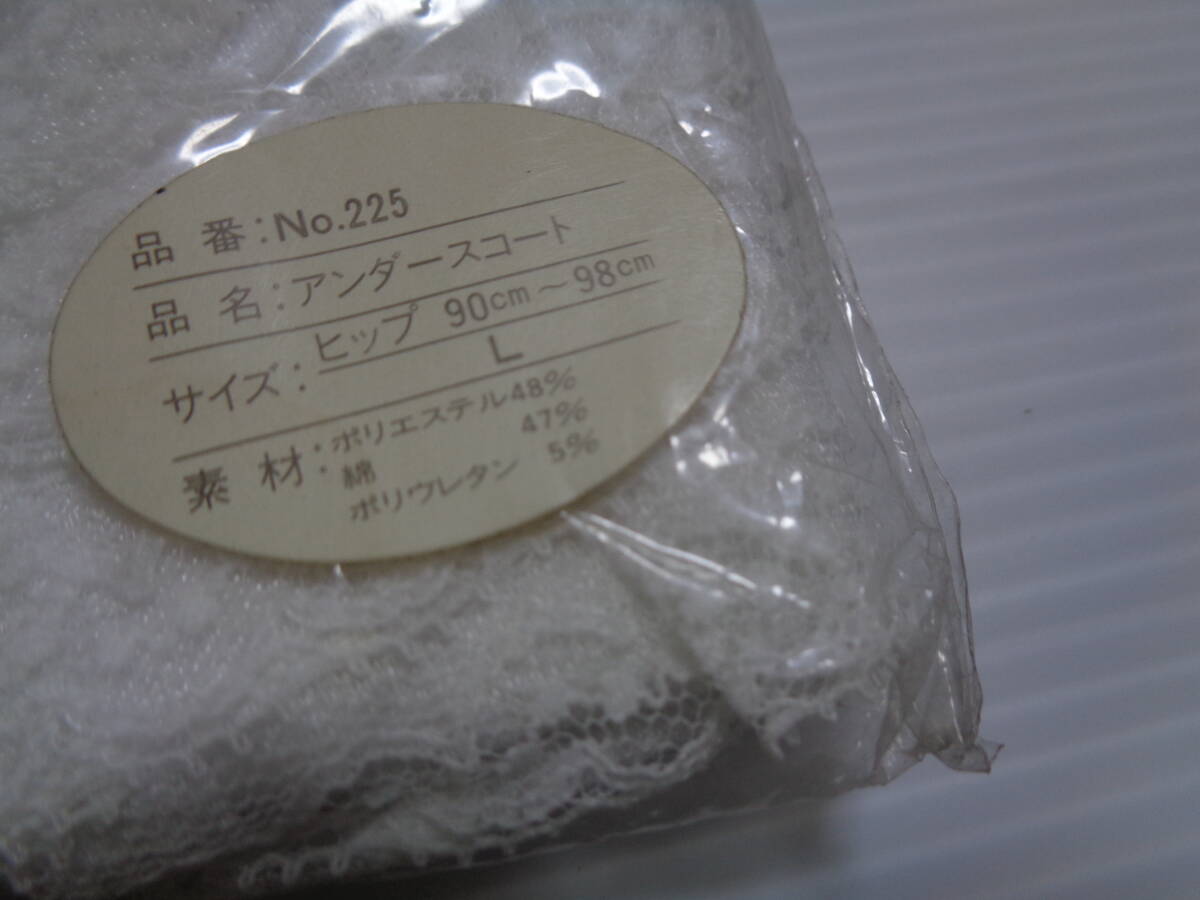 品番:No.225
品名:アンダースコート
サイズ:ヒップ 90cm~98cm
L
素材:ポリエステル48%
綿 47%
ポリウレタン 5%